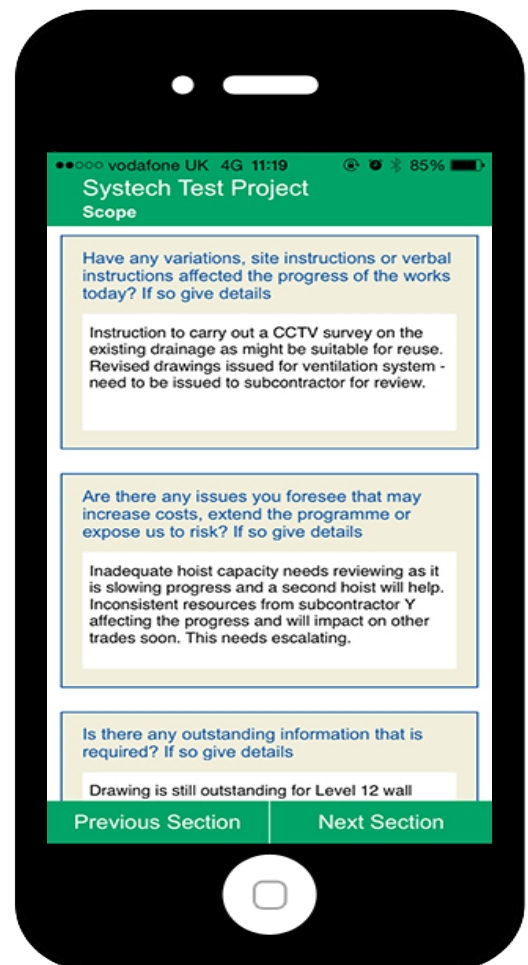 ●●○○○ vodafone UK 4G 11:19 85%
Systech Test Project
Scope
Have any variations, site instructions or verbal
instructions affected the progress of the works
today? If so give details
Instruction to carry out a CCTV survey on the
existing drainage as might be suitable for reuse.
Revised drawings issued for ventilation system -
need to be issued to subcontractor for review.
Are there any issues you foresee that may
increase costs, extend the programme or
expose us to risk? If so give details
Inadequate hoist capacity needs reviewing as it
is slowing progress and a second hoist will help.
Inconsistent resources from subcontractor Y
affecting the progress and will impact on other
trades soon. This needs escalating.
Is there any outstanding information that is
required? If so give details
Drawing is still outstanding for Level 12 wall
Previous Section Next Section